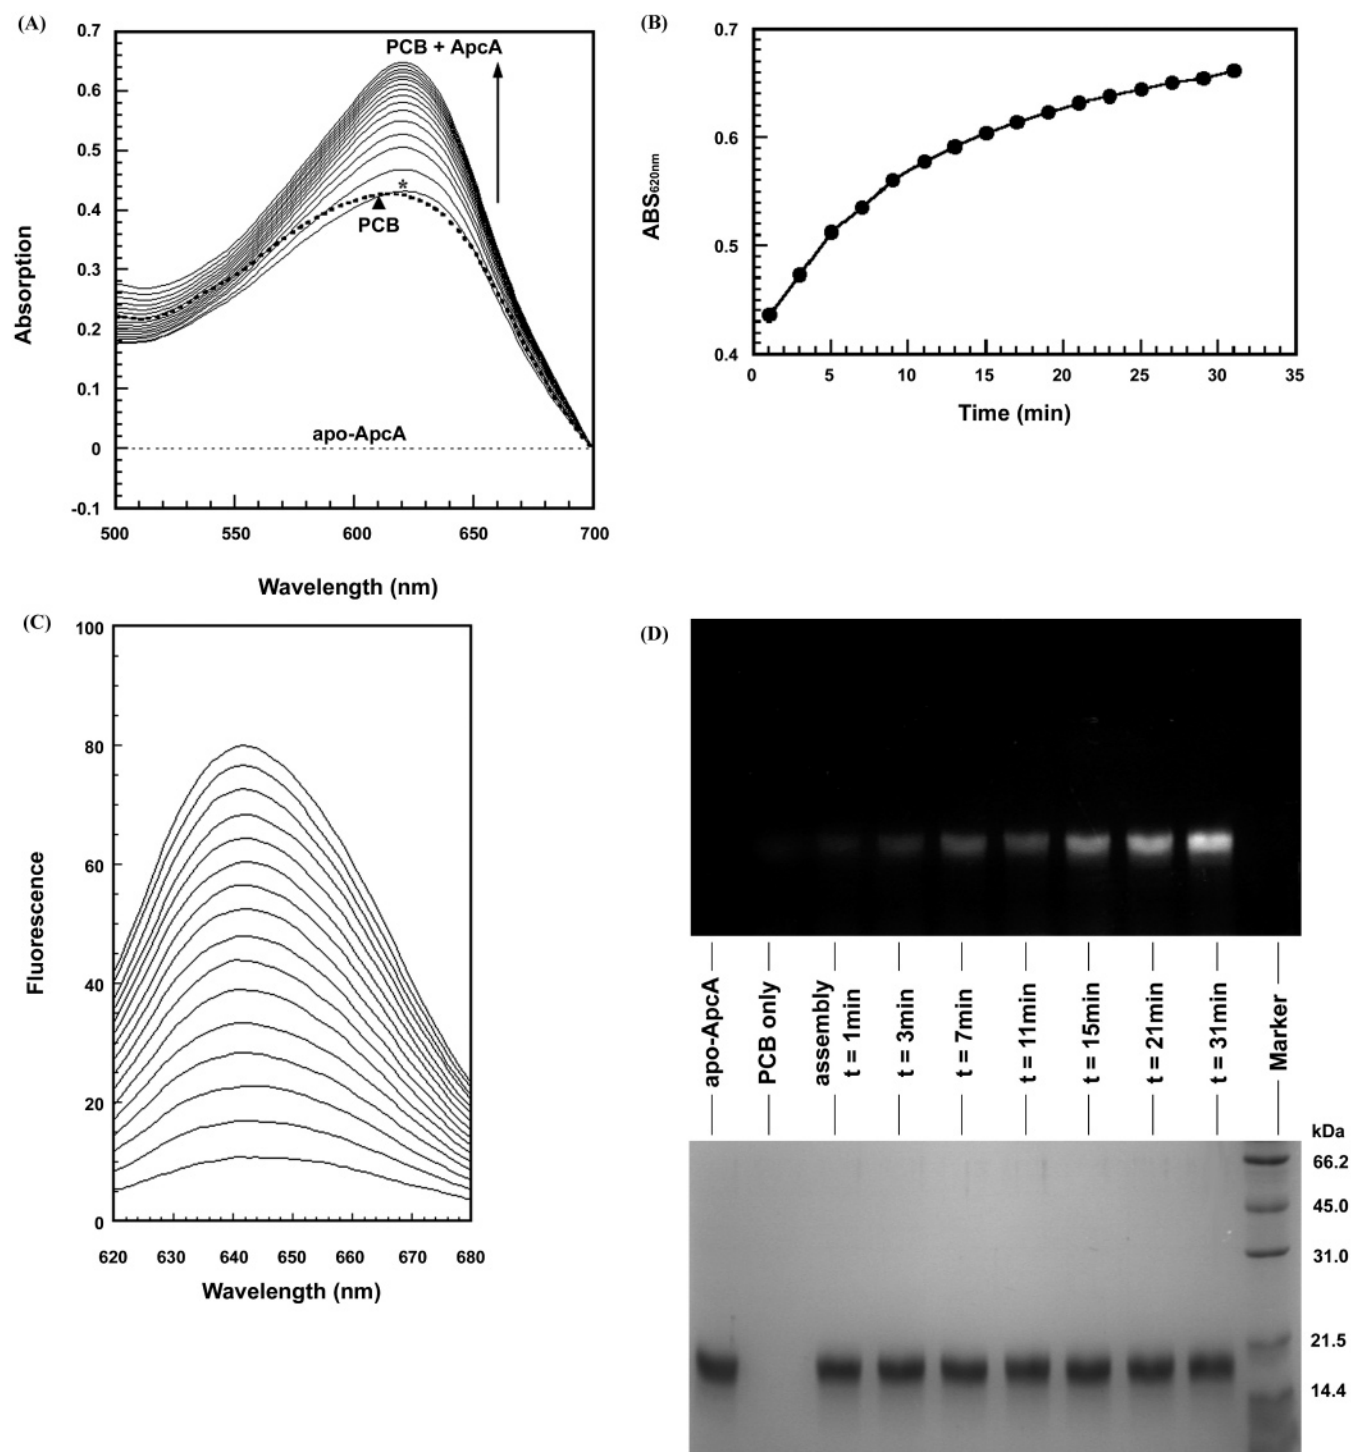 (A)
0.7
0.6
0.5
0.4
0.3
0.2
0.1
0
-0.1
Absorption
PCB + ApcA
*
PCB
apo-ApcA
500
550
600
650
700
Wavelength (nm)
(B)
0.7
0.6
0.5
0.4
ABS620nm
0
5
10
15
20
25
30
35
Time (min)
(C)
100
80
60
40
20
0
Fluorescence
620
630
640
650
660
670
680
Wavelength (nm)
(D)
apo-ApcA
PCB only
assembly
t = 1min
t = 3min
t = 7min
t = 11min
t = 15min
t = 21min
t = 31min
Marker
kDa
66.2
45.0
31.0
21.5
14.4